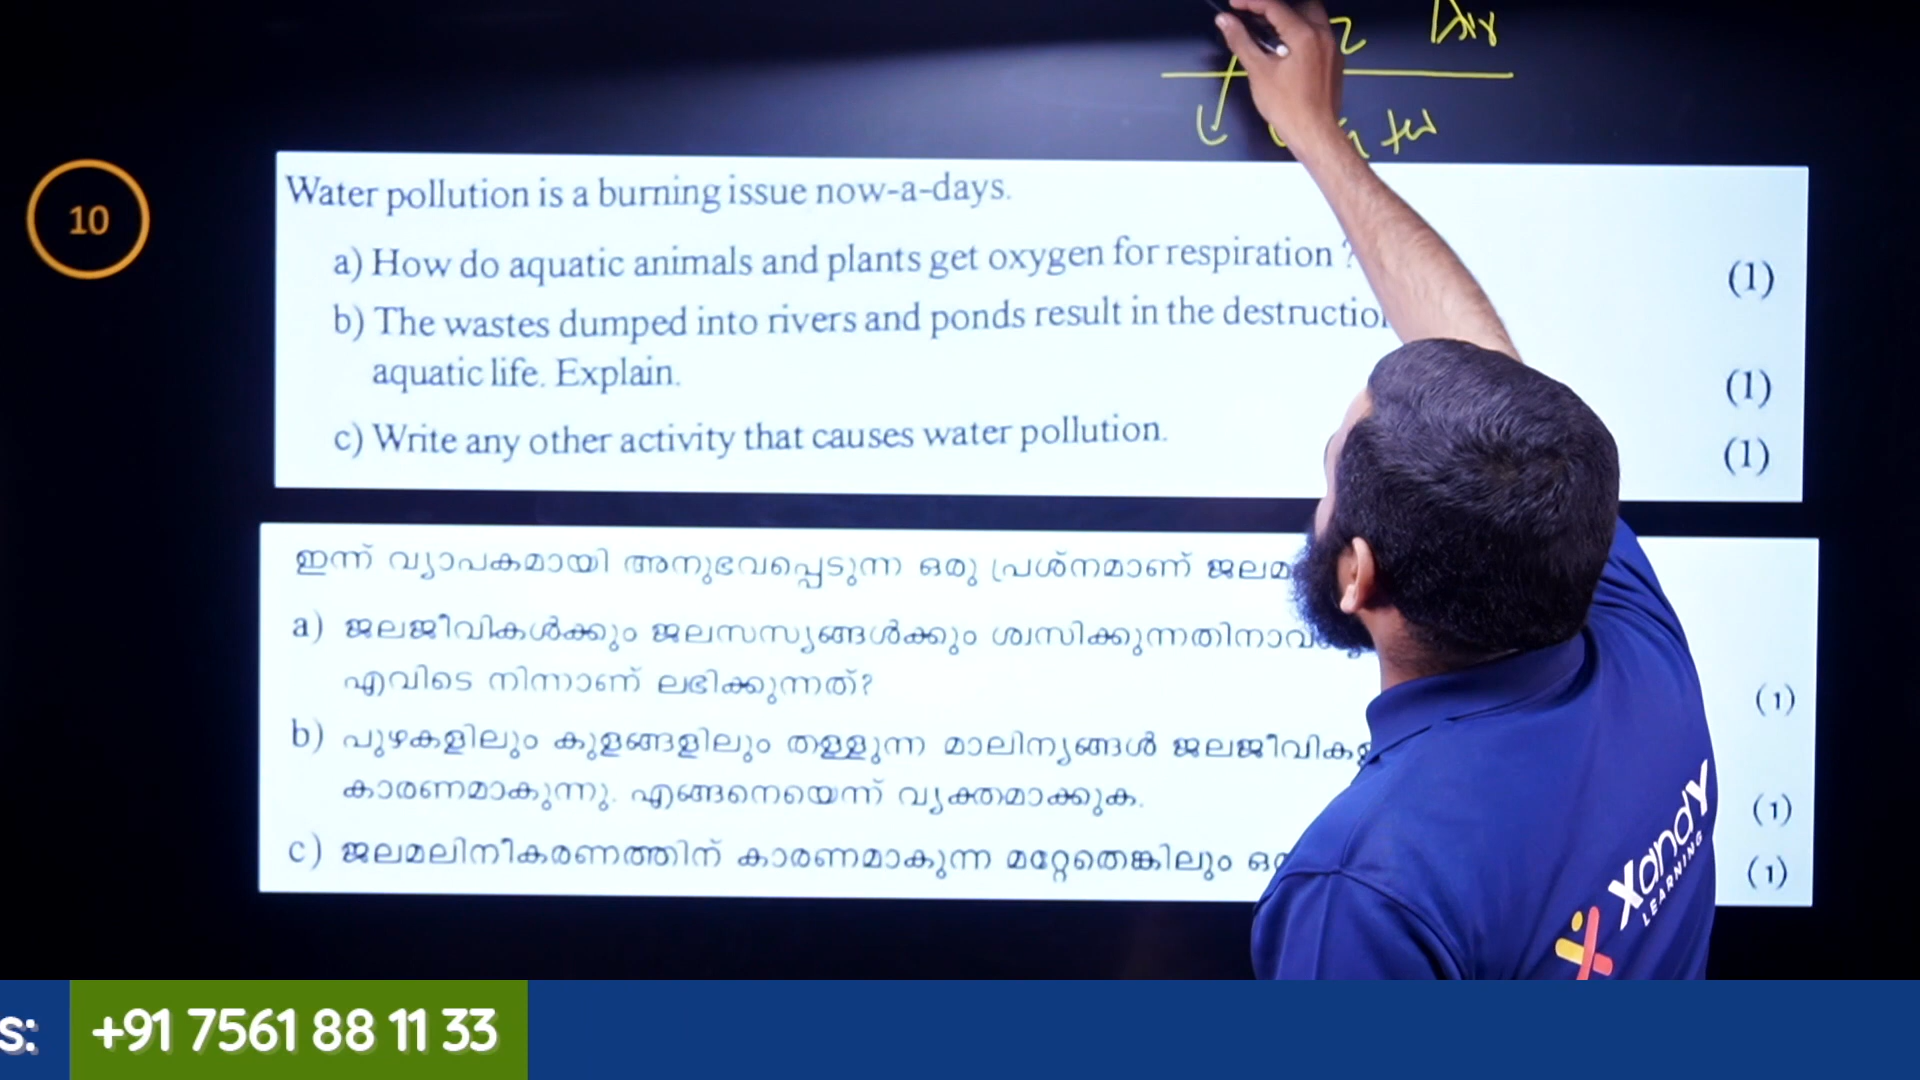 2 Air
10
Water pollution is a burning issue now-a-days.
a) How do aquatic animals and plants get oxygen for respiration ?
(1)
b) The wastes dumped into rivers and ponds result in the destruction
aquatic life. Explain.
(1)
c) Write any other activity that causes water pollution.
(1)
ഇന്ന് വ്യാപകമായി അനുഭവപ്പെടുന്ന ഒരു പ്രശ്നമാണ് ജലമ
a) ജലജീവികൾക്കും ജലസസ്യങ്ങൾക്കും ശ്വസിക്കുന്നതിനാവ
എവിടെ നിന്നാണ് ലഭിക്കുന്നത്?
(1)
b) പുഴകളിലും കുളങ്ങളിലും തള്ളുന്ന മാലിന്യങ്ങൾ ജലജീവിക
കാരണമാകുന്നു. എങ്ങനെയെന്ന് വ്യക്തമാക്കുക.
(1)
c) ജലമലിനീകരണത്തിന് കാരണമാകുന്ന മറ്റേതെങ്കിലും ഒ
(1)
XandY
LEARNING
s: +91 7561 88 11 33